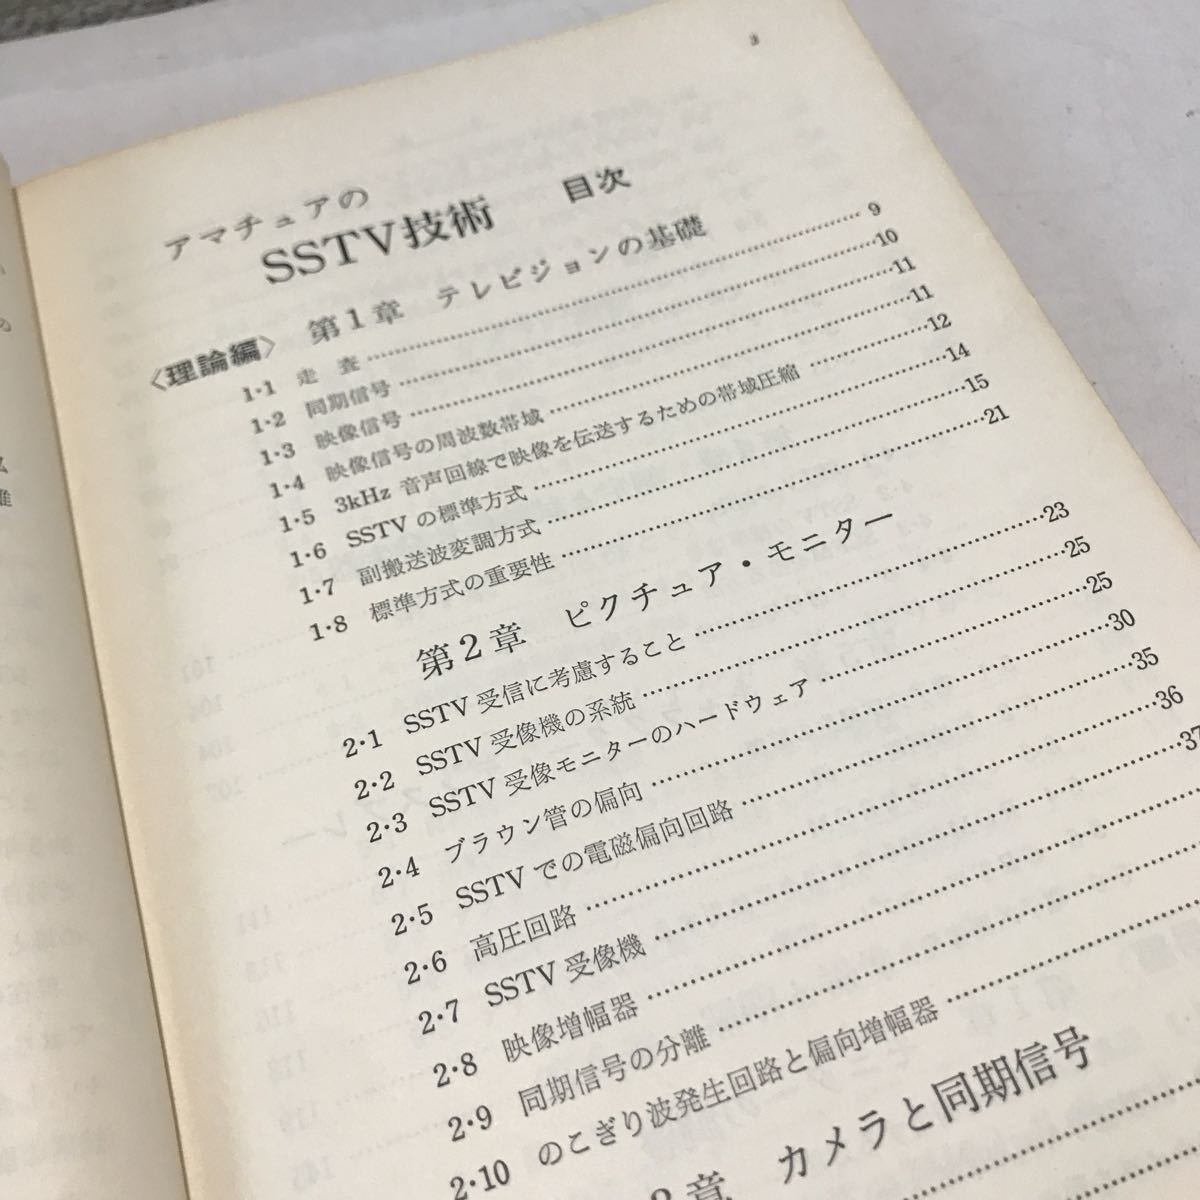 アマチュアの
SSTV技術 目次
〈理論編〉 第1章 テレビジョンの基礎
1・1 走査 9
1・2 同期信号 10
1・3 映像信号 11
1・4 映像信号の周波数帯域 11
1・5 3kHz 音声回線で映像を伝送するための帯域圧縮 12
1・6 SSTV の標準方式 14
1・7 副搬送波変調方式 15
1・8 標準方式の重要性 21
第2章 ピクチュア・モニター
2・1 SSTV 受信に考慮すること 23
2・2 SSTV 受像機の系統 25
2・3 SSTV 受像モニターのハードウェア 25
2・4 ブラウン管の偏向 30
2・5 SSTV での電磁偏向回路 35
2・6 高圧回路 36
2・7 SSTV 受像機 37
2・8 映像増幅器
2・9 同期信号の分離
2・10 のこぎり波発生回路と偏向増幅器
章 カメラと同期信号